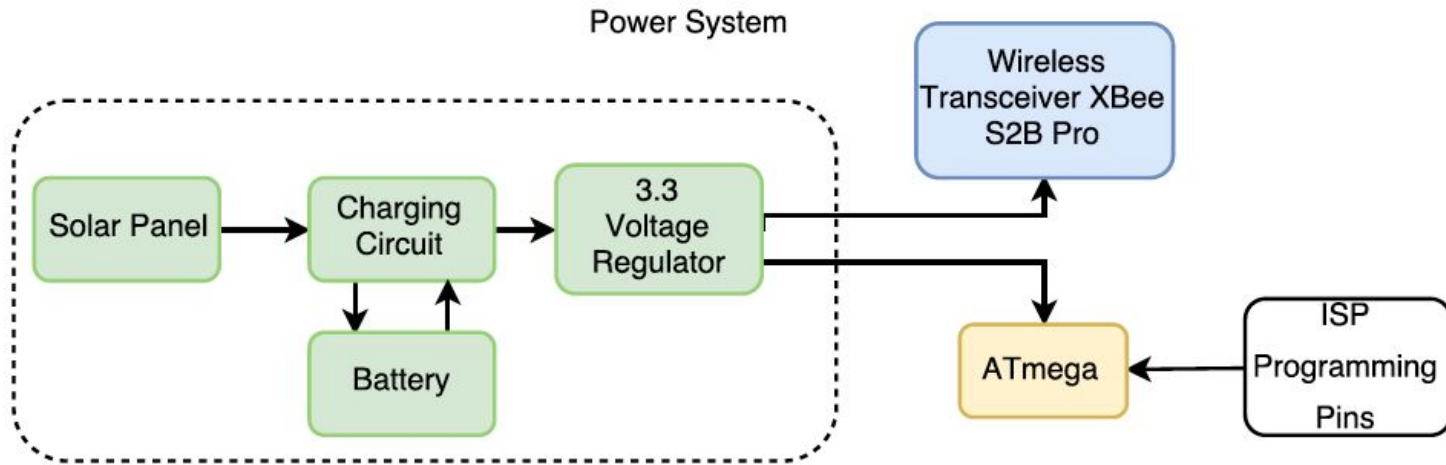 Power System
Wireless
Transceiver XBee
S2B Pro
Solar Panel
Charging
Circuit
3.3
Voltage
Regulator
Battery
ATmega
ISP
Programming
Pins